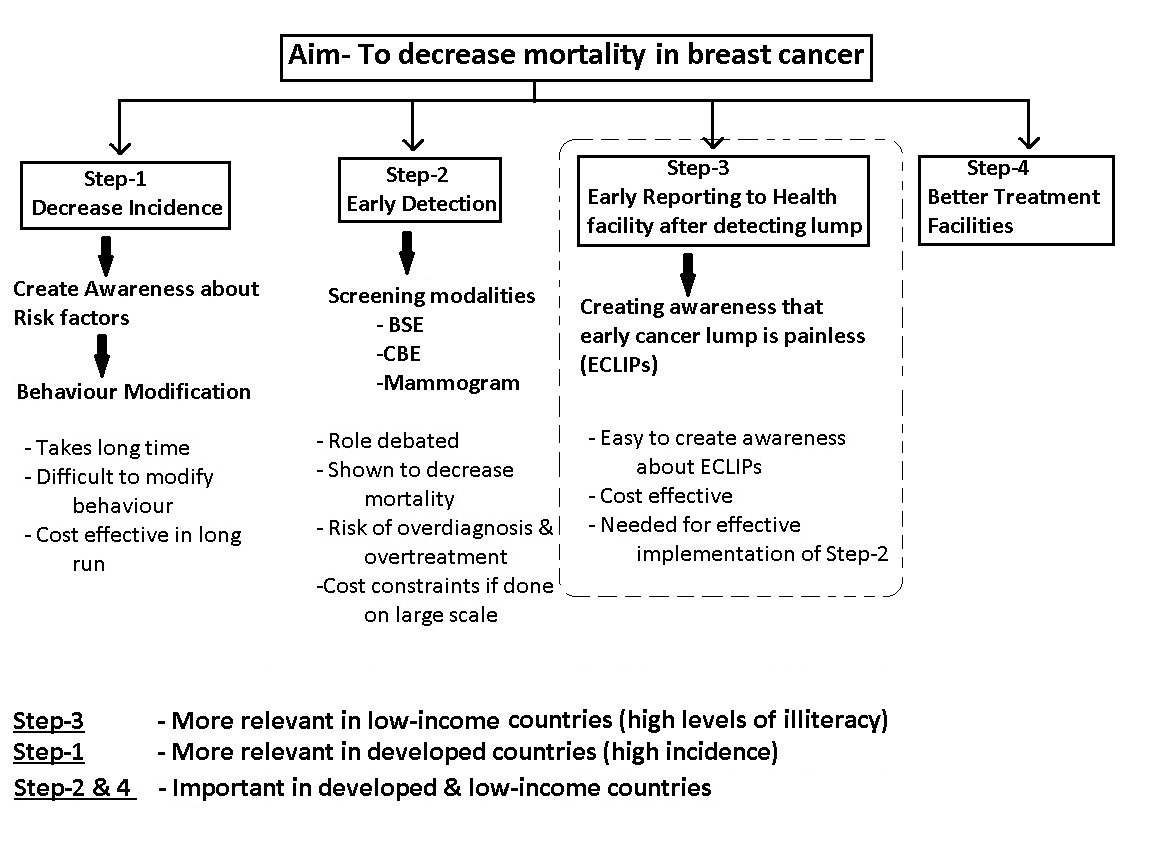 Aim- To decrease mortality in breast cancer
Step-1
Decrease Incidence
Create Awareness about
Risk factors
Behaviour Modification
- Takes long time
- Difficult to modify
behaviour
- Cost effective in long
run
Step-2
Early Detection
Screening modalities
- BSE
-CBE
-Mammogram
- Role debated
- Shown to decrease
mortality
- Risk of overdiagnosis &
overtreatment
-Cost constraints if done
on large scale
Step-3
Early Reporting to Health
facility after detecting lump
Creating awareness that
early cancer lump is painless
(ECLIPs)
- Easy to create awareness
about ECLIPs
- Cost effective
- Needed for effective
implementation of Step-2
Step-4
Better Treatment
Facilities
Step-3 - More relevant in low-income countries (high levels of illiteracy)
Step-1 - More relevant in developed countries (high incidence)
Step-2 & 4 - Important in developed & low-income countries